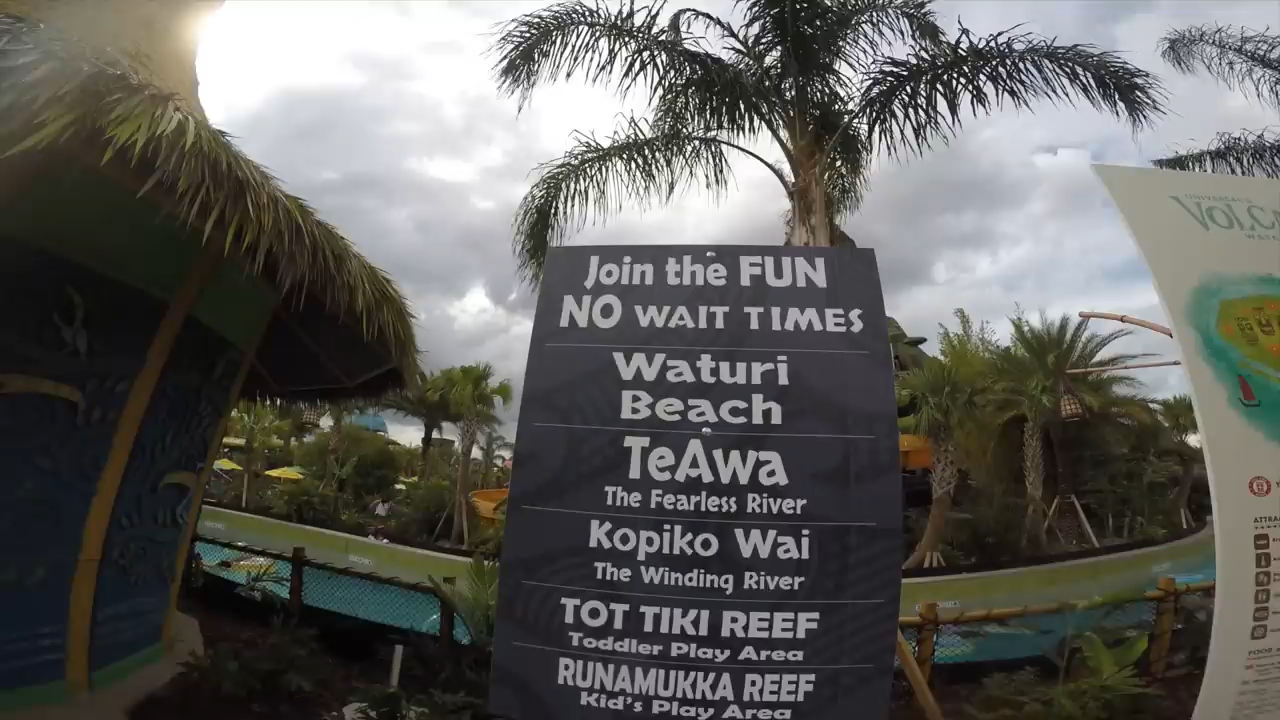 Join the FUN
NO WAIT TIMES
Waturi
Beach
TeAwa
The Fearless River
Kopiko Wai
The Winding River
TOT TIKI REEF
Toddler Play Area
RUNAMUKKA REEF
Kid's Play Area